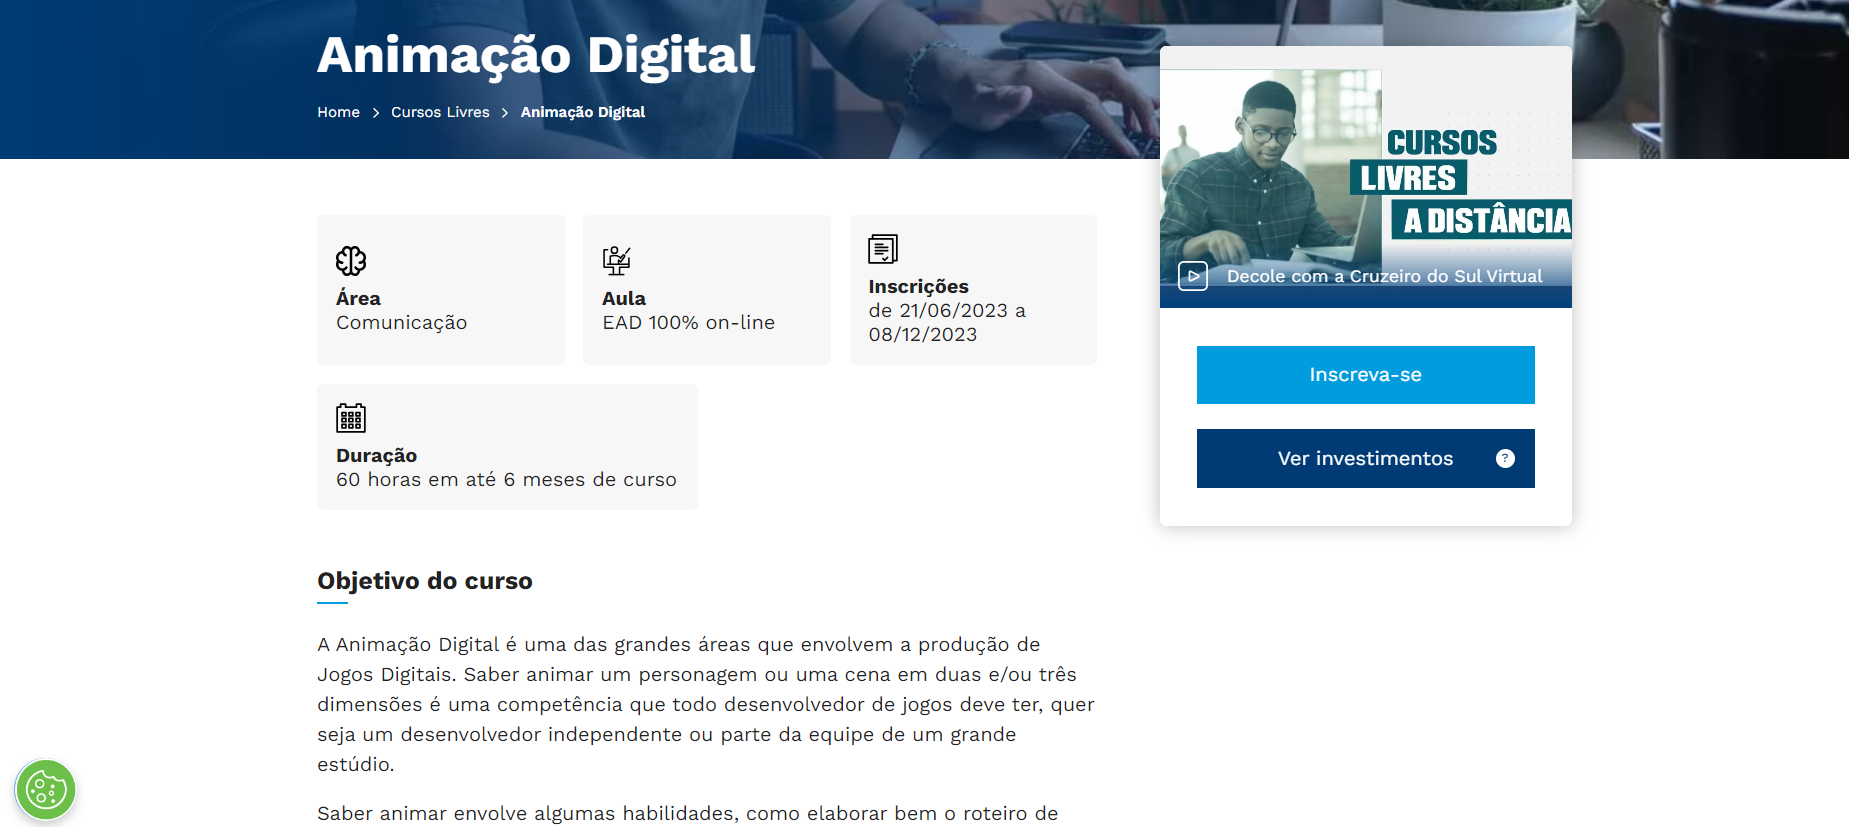 Animação Digital
Home > Cursos Livres > Animação Digital
CURSOS
LIVRES
A DISTÂNCIA
Decole com a Cruzeiro do Sul Virtual
Inscreva-se
Ver investimentos ?
Área
Comunicação
Aula
EAD 100% on-line
Inscrições
de 21/06/2023 a
08/12/2023
Duração
60 horas em até 6 meses de curso
Objetivo do curso
A Animação Digital é uma das grandes áreas que envolvem a produção de
Jogos Digitais. Saber animar um personagem ou uma cena em duas e/ou três
dimensões é uma competência que todo desenvolvedor de jogos deve ter, quer
seja um desenvolvedor independente ou parte da equipe de um grande
estúdio.
Saber animar envolve algumas habilidades, como elaborar bem o roteiro de